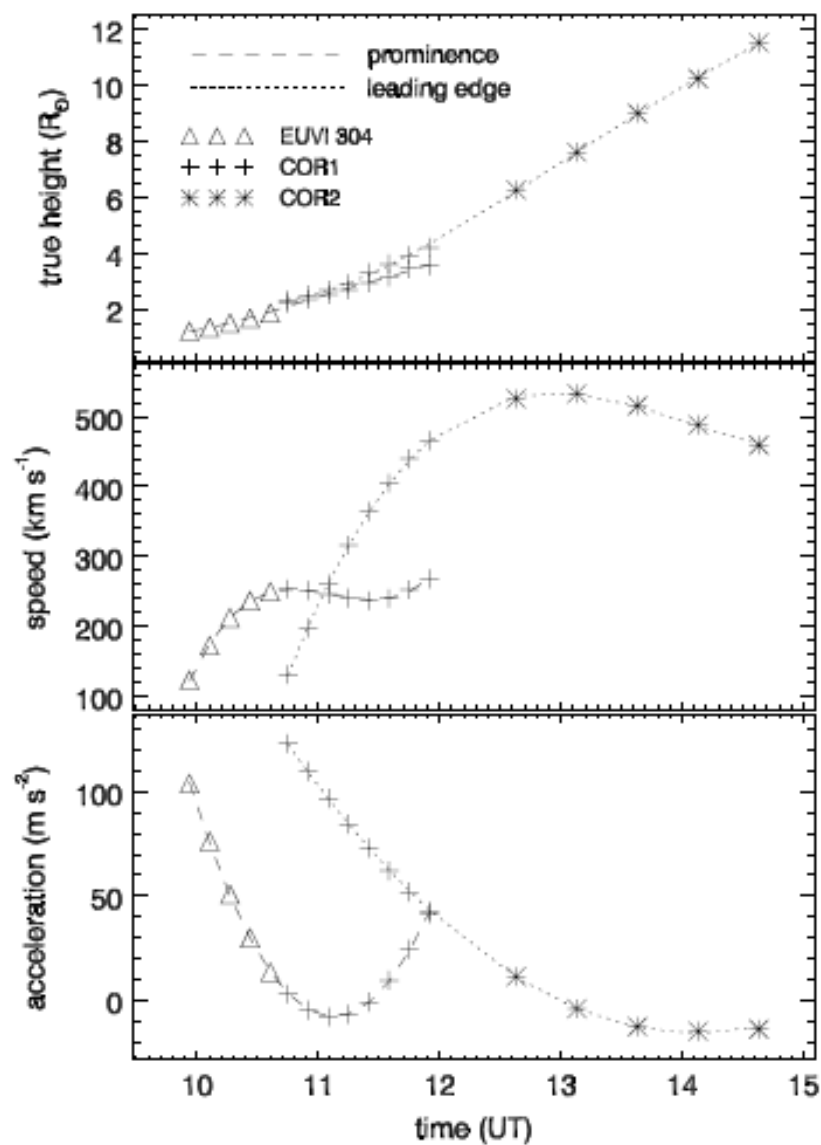 12
10
8
6
4
2
true height (R⊙)
prominence
leading edge
EUVI 304
COR1
COR2
500
400
300
200
100
speed (km s⁻¹)
100
50
0
acceleration (m s⁻²)
10 11 12 13 14 15
time (UT)